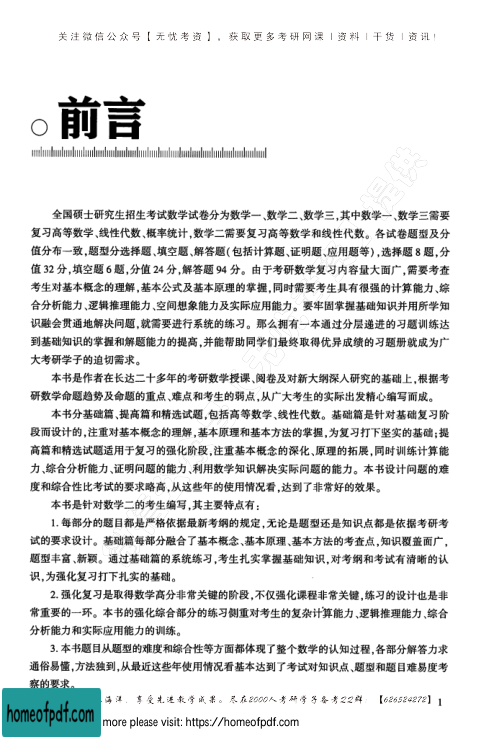 关注微信公众号【无忧考资】, 获取更多考研网课|资料|干货|资讯!
前言
全国硕士研究生招生考试数学试卷分为数学一、数学二、数学三,其中数学一、数学三需要
复习高等数学、线性代数、概率统计,数学二需要复习高等数学和线性代数。各试卷题型及分
值分布一致,题型分选择题、填空题、解答题(包括计算题、证明题、应用题等),选择题8题,分
值32分,填空题6题,分值24分,解答题94分。由于考研数学复习内容量大面广,需要考查
考生对基本概念的理解,基本公式及基本原理的掌握,同时需要考生具有很强的计算能力、综
合分析能力、逻辑推理能力、空间想象能力及实际应用能力。要牢固掌握基础知识并用所学知
识融会贯通地解决问题,就需要进行系统的练习。那么拥有一本通过分层递进的习题训练达
到基础知识的掌握和解题能力的提高,并能帮助同学们最终取得优异成绩的习题册就成为广
大考研学子的迫切需求。
本书是作者在长达二十多年的考研数学授课、阅卷及对新大纲深入研究的基础上,根据考
研数学命题趋势及命题的重点、难点和考生的弱点,从广大考生的实际出发精心编写而成。
本书分基础篇、提高篇和精选试题,包括高等数学、线性代数。基础篇是针对基础复习阶
段而设计的,注重对基本概念的理解,基本原理和基本方法的掌握,为复习打下坚实的基础;提
高篇和精选试题适用于复习的强化阶段,注重基本概念的深化、原理的拓展,同时训练计算能
力、综合分析能力、证明问题的能力、利用数学知识解决实际问题的能力。本书设计问题的难
度和综合性比考试的要求略高,从这些年的使用情况看,达到了非常好的效果。
本书是针对数学二的考生编写,其主要特点有:
1. 每部分的题目都是严格依据最新考纲的规定,无论是题型还是知识点都是依据考研考
试的要求设计。基础篇每部分融合了基本概念、基本原理、基本方法的考查点,知识覆盖面广,
题型丰富、新颖。通过基础篇的系统练习,考生扎实掌握基础知识,对考纲和考试有清晰的认
识,为强化复习打下扎实的基础。
2. 强化复习是取得数学高分非常关键的阶段,不仅强化课程非常关键,练习的设计也是非
常重要的一环。本书的强化综合部分的练习侧重对考生的复杂计算能力、逻辑推理能力、综合
分析能力和实际应用能力的训练。
3. 本书题目从题型的难度和综合性等方面都体现了整个数学的认知过程,各部分解答力求
通俗易懂,方法独到,从最近这些年使用情况看基本达到了考试对知识点、题型和题目难易度考
察的要求。
海洋, 享受先进教学成果。尽在2000人考研学子备考22群: 【626584272】 1
homeofpdf.com
more please visit: https://homeofpdf.com
提供